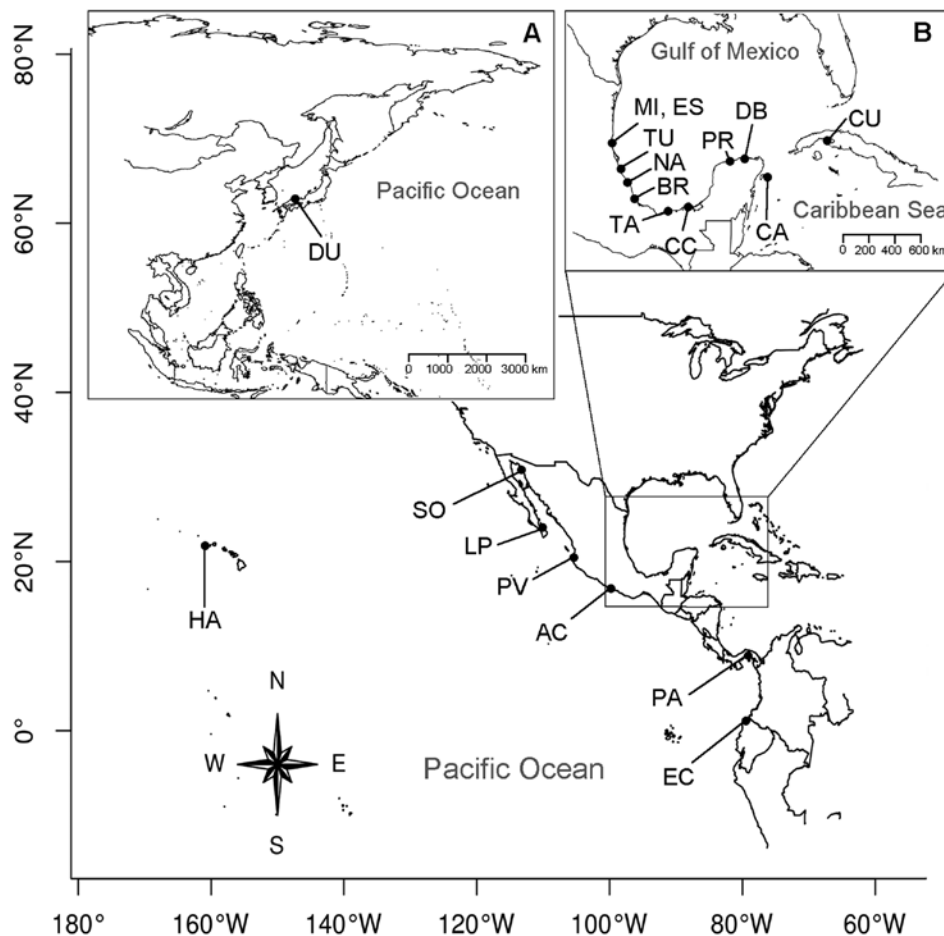 80°N
60°N
40°N
20°N
0°
A
Pacific Ocean
DU
0 1000 2000 3000 km
B
Gulf of Mexico
MI, ES
DB
CU
TU
PR
NA
BR
TA
CC
CA
Caribbean Sea
0 200 400 600 km
SO
LP
PV
HA
AC
PA
EC
N
W
E
S
Pacific Ocean
180°
160°W
140°W
120°W
100°W
80°W
60°W